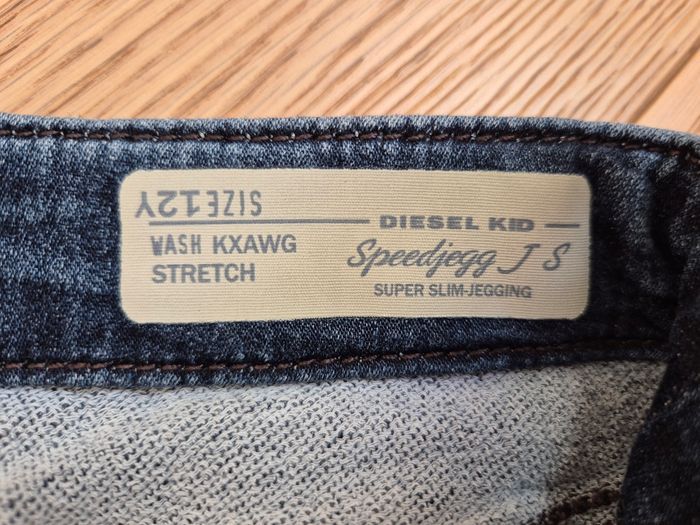 SIZE12Y
DIESEL KID
WASH KXAWG
STRETCH
Speedjegg J S
SUPER SLIM-JEGGING